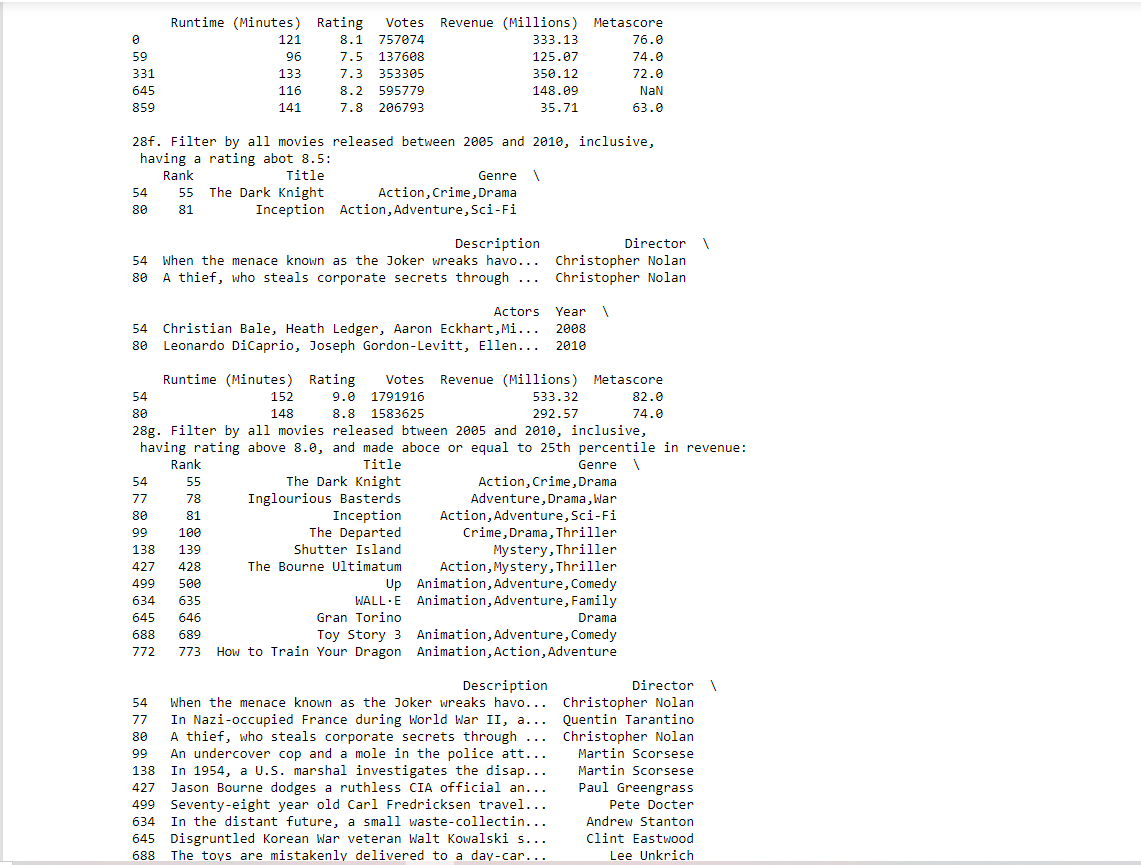 Runtime (Minutes) Rating Votes Revenue (Millions) Metascore
0 121 8.1 757074 333.13 76.0
59 96 7.5 137608 125.07 74.0
331 133 7.3 353305 350.12 72.0
645 116 8.2 595779 148.09 NaN
859 141 7.8 206793 35.71 63.0
28f. Filter by all movies released between 2005 and 2010, inclusive,
having a rating abot 8.5:
Rank Title Genre \
54 55 The Dark Knight Action,Crime,Drama
80 81 Inception Action,Adventure,Sci-Fi
Description Director \
54 When the menace known as the Joker wreaks havo... Christopher Nolan
80 A thief, who steals corporate secrets through ... Christopher Nolan
Actors Year \
54 Christian Bale, Heath Ledger, Aaron Eckhart,Mi... 2008
80 Leonardo DiCaprio, Joseph Gordon-Levitt, Ellen... 2010
Runtime (Minutes) Rating Votes Revenue (Millions) Metascore
54 152 9.0 1791916 533.32 82.0
80 148 8.8 1583625 292.57 74.0
28g. Filter by all movies released btween 2005 and 2010, inclusive,
having rating above 8.0, and made aboce or equal to 25th percentile in revenue:
Rank Title Genre \
54 55 The Dark Knight Action,Crime,Drama
77 78 Inglourious Basterds Adventure,Drama,War
80 81 Inception Action,Adventure,Sci-Fi
99 100 The Departed Crime,Drama,Thriller
138 139 Shutter Island Mystery,Thriller
427 428 The Bourne Ultimatum Action,Mystery,Thriller
499 500 Up Animation,Adventure,Comedy
634 635 WALL·E Animation,Adventure,Family
645 646 Gran Torino Drama
688 689 Toy Story 3 Animation,Adventure,Comedy
772 773 How to Train Your Dragon Animation,Action,Adventure
Description Director \
54 When the menace known as the Joker wreaks havo... Christopher Nolan
77 In Nazi-occupied France during World War II, a... Quentin Tarantino
80 A thief, who steals corporate secrets through ... Christopher Nolan
99 An undercover cop and a mole in the police att... Martin Scorsese
138 In 1954, a U.S. marshal investigates the disap... Martin Scorsese
427 Jason Bourne dodges a ruthless CIA official an... Paul Greengrass
499 Seventy-eight year old Carl Fredricksen travel... Pete Docter
634 In the distant future, a small waste-collectin... Andrew Stanton
645 Disgruntled Korean War veteran Walt Kowalski s... Clint Eastwood
688 The toys are mistakenly delivered to a day-car... Lee Unkrich